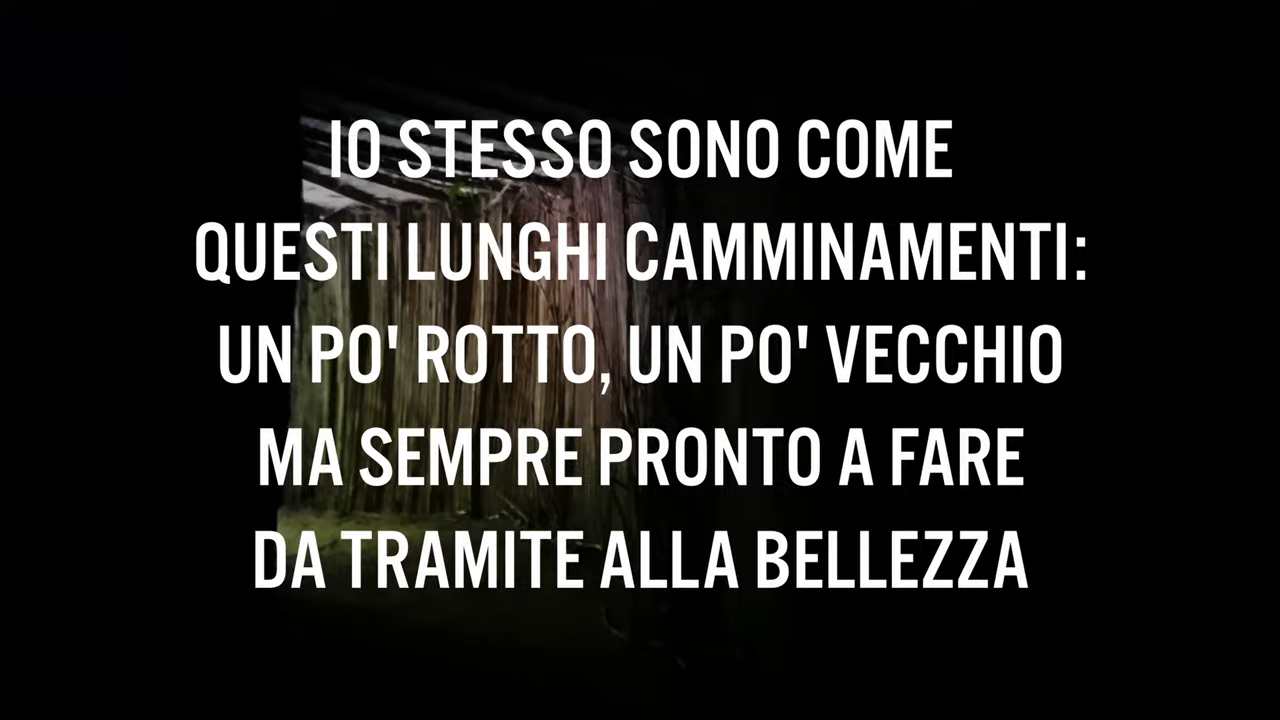 IO STESSO SONO COME
QUESTI LUNGHI CAMMINAMENTI:
UN PO' ROTTO, UN PO' VECCHIO
MA SEMPRE PRONTO A FARE
DA TRAMITE ALLA BELLEZZA